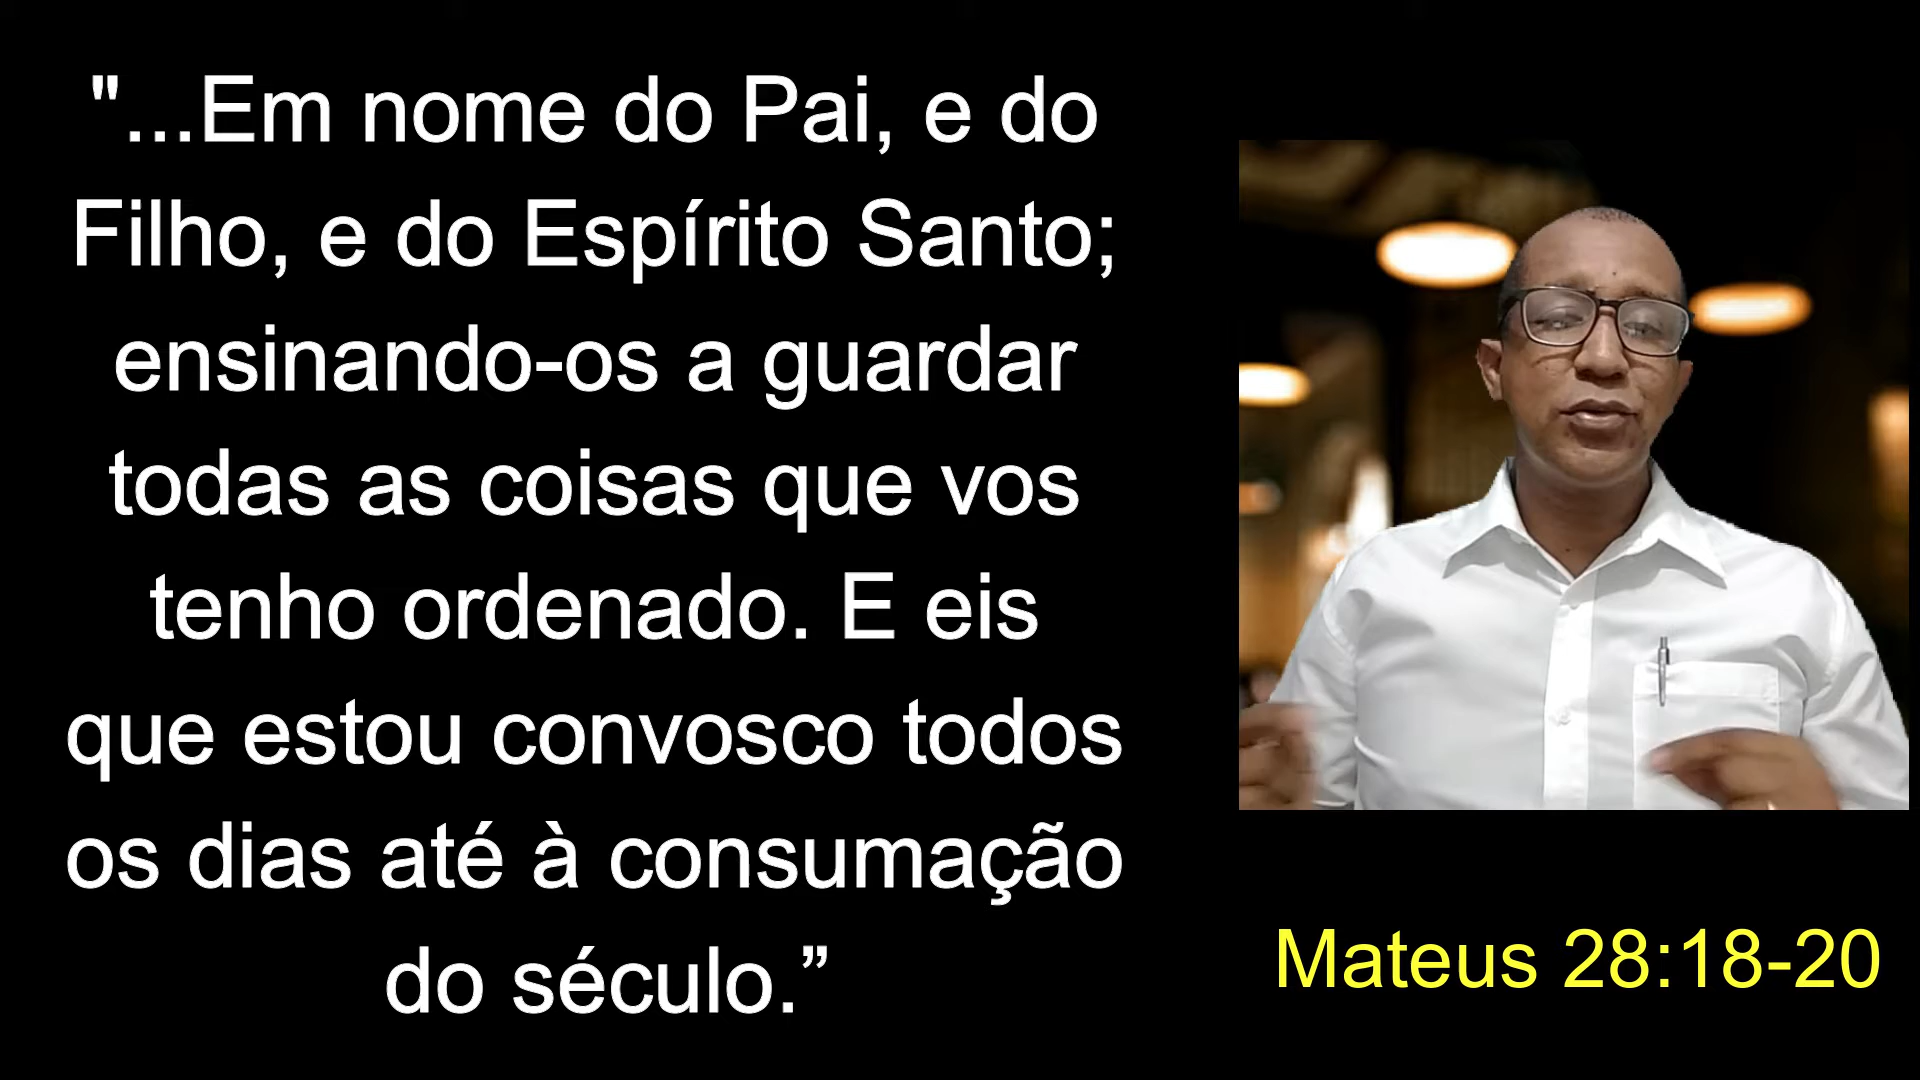 "...Em nome do Pai, e do
Filho, e do Espírito Santo;
ensinando-os a guardar
todas as coisas que vos
tenho ordenado. E eis
que estou convosco todos
os dias até à consumação
do século.”
Mateus 28:18-20